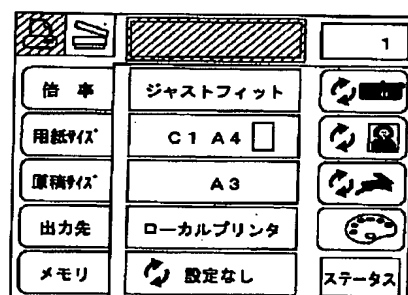 1
倍 率
ジャストフィット
用紙ｻｲｽﾞ
C1 A4
原稿ｻｲｽﾞ
A3
出力先
ローカルプリンタ
メモリ
設定なし
ステータス